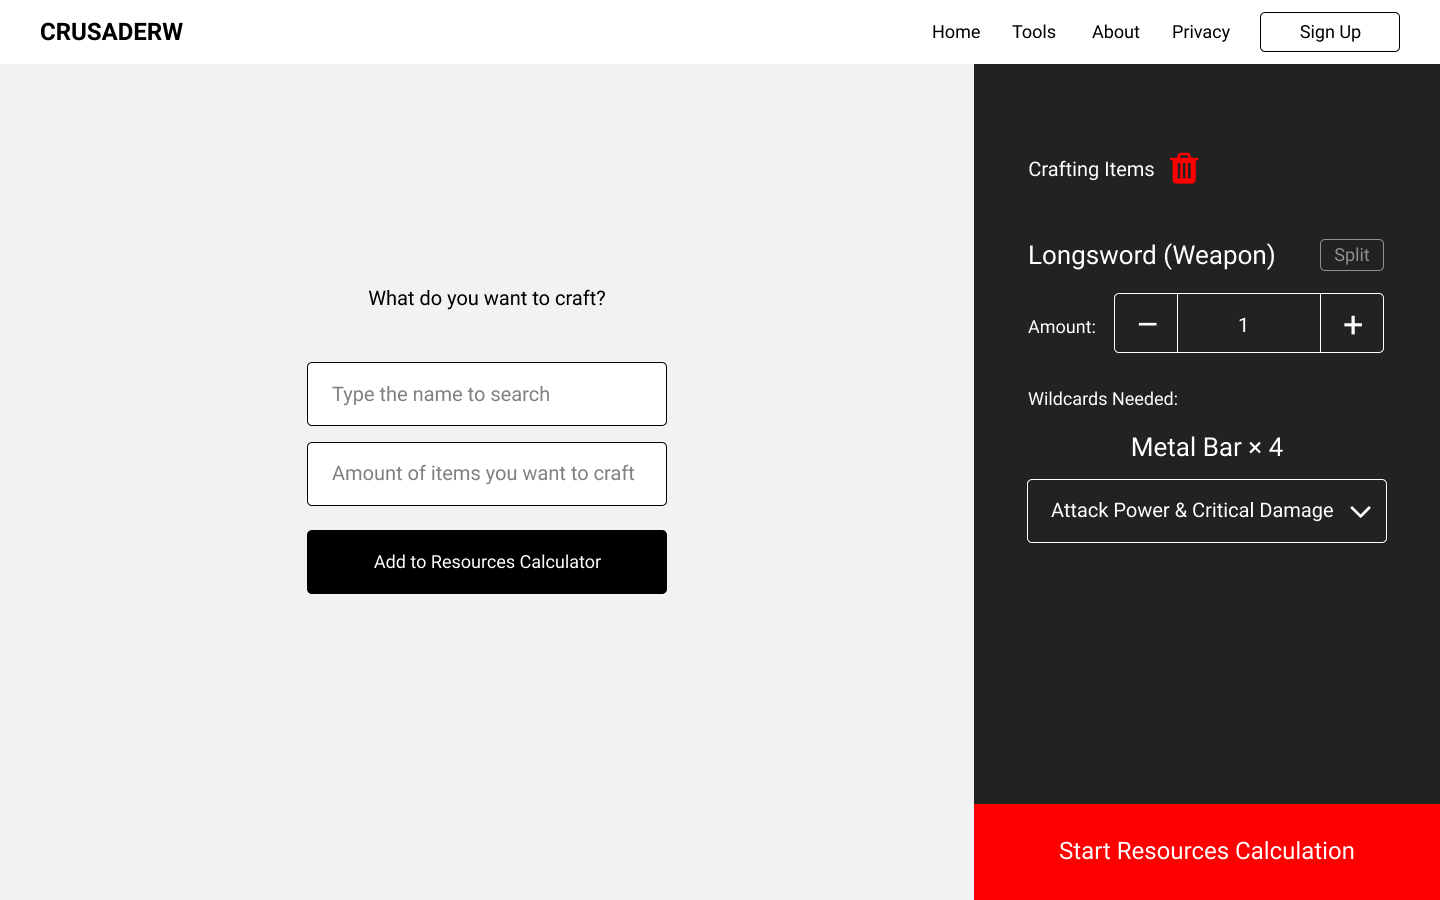 CRUSADERW
Home Tools About Privacy Sign Up
What do you want to craft?
Type the name to search
Amount of items you want to craft
Add to Resources Calculator
Crafting Items
Longsword (Weapon) Split
Amount: − 1 +
Wildcards Needed:
Metal Bar × 4
Attack Power & Critical Damage
Start Resources Calculation